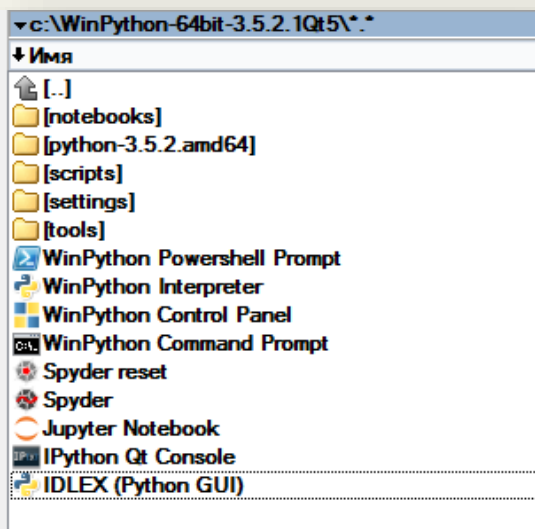 c:\WinPython-64bit-3.5.2.1Qt5\*.*
Имя
[..]
[notebooks]
[python-3.5.2.amd64]
[scripts]
[settings]
[tools]
WinPython Powershell Prompt
WinPython Interpreter
WinPython Control Panel
WinPython Command Prompt
Spyder reset
Spyder
Jupyter Notebook
IPython Qt Console
IDLEX (Python GUI)